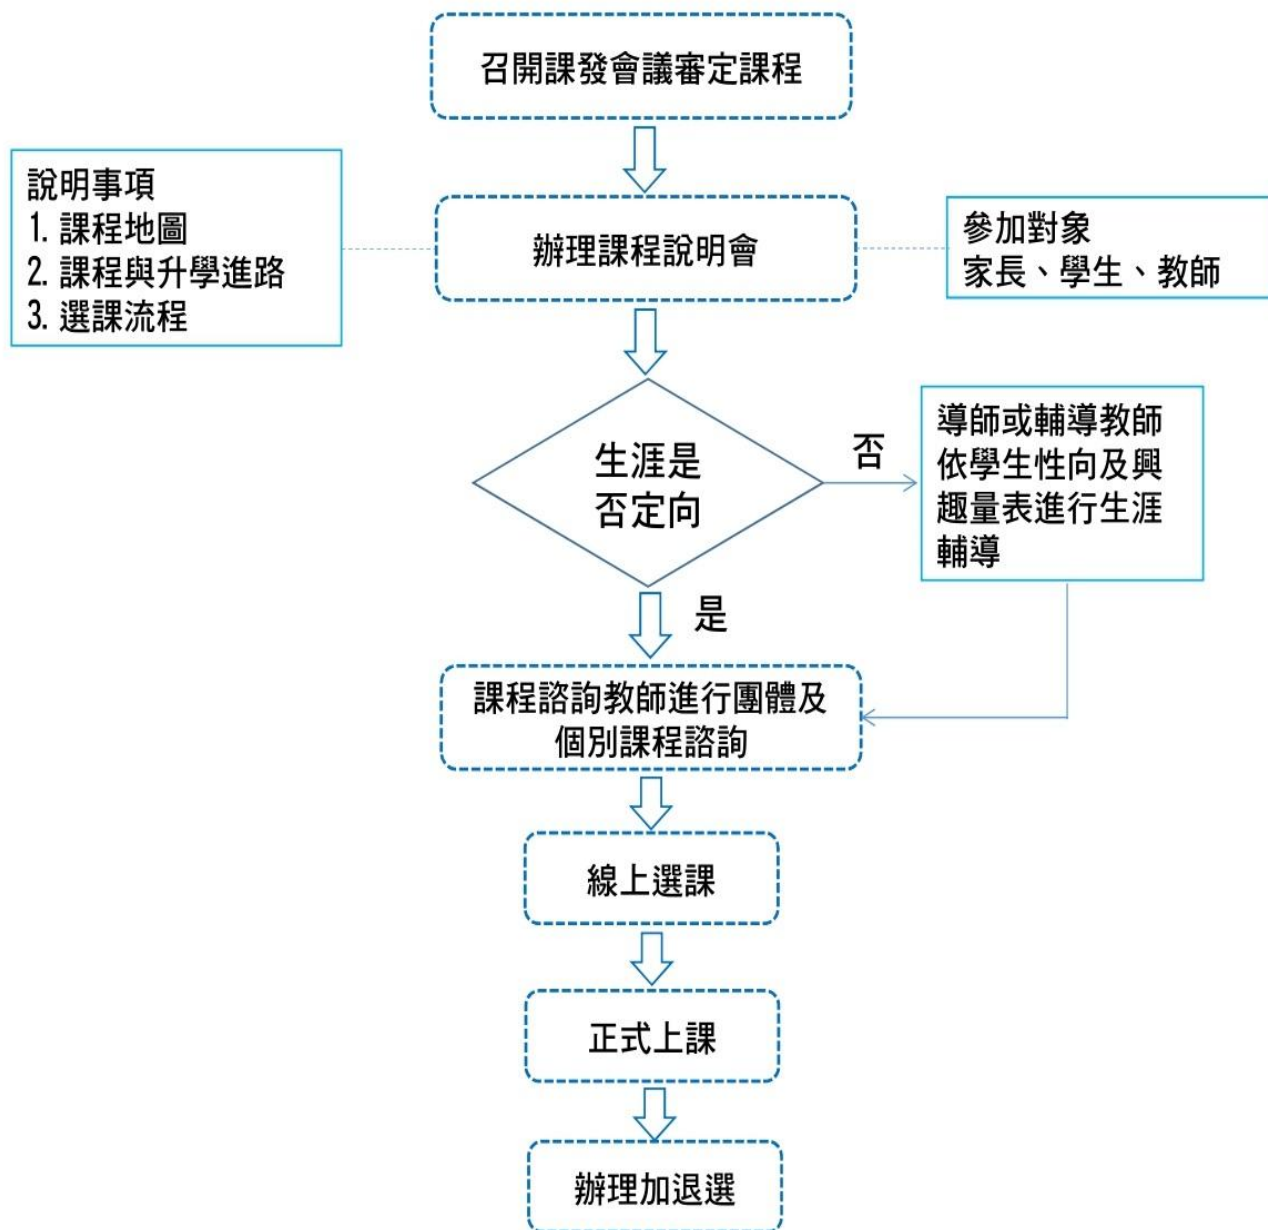 召開課發會議審定課程
說明事項
1. 課程地圖
2. 課程與升學進路
3. 選課流程
辦理課程說明會
參加對象
家長、學生、教師
生涯是
否定向
否
導師或輔導教師
依學生性向及興
趣量表進行生涯
輔導
是
課程諮詢教師進行團體及
個別課程諮詢
線上選課
正式上課
辦理加退選